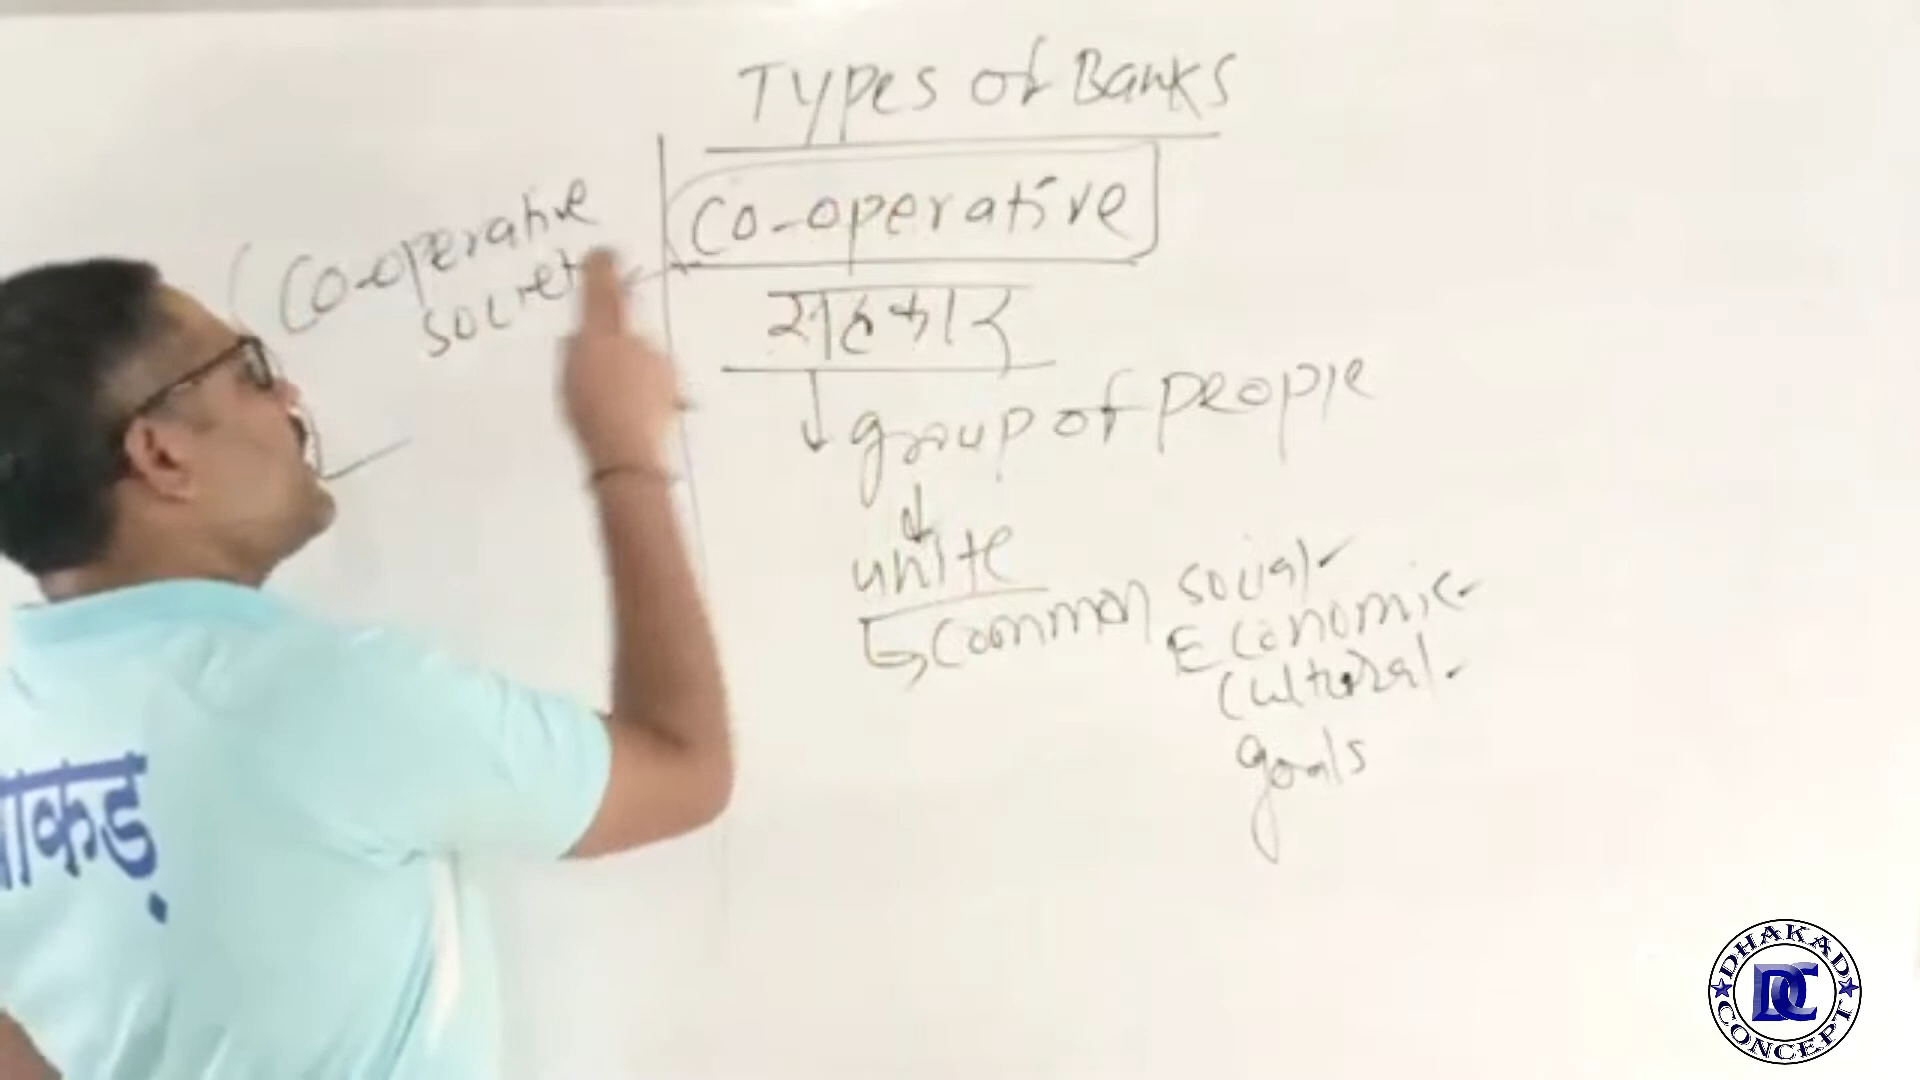 Types of Banks
Co-operative
Co-operative
सहकार
group of people
unite
Common social
Economic
Cultural
goals
ाकड़
DHAKAD
DC
CONCEPT